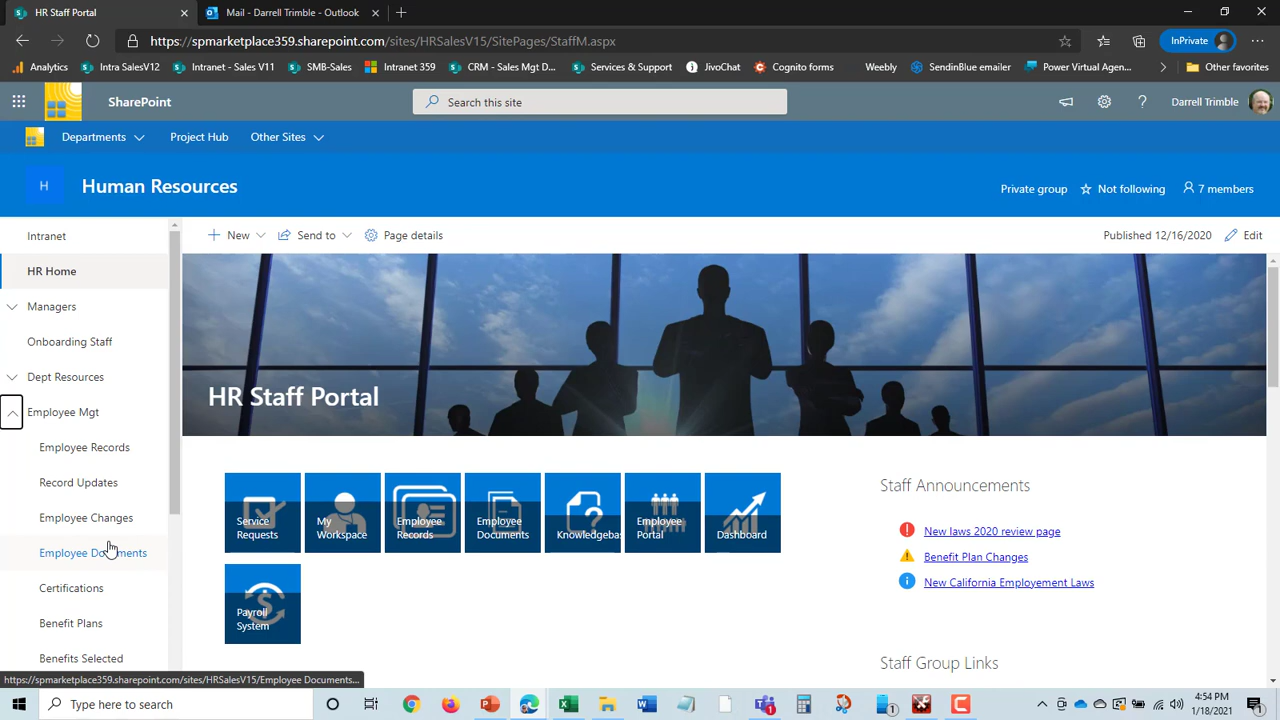 HR Staff Portal
Mail - Darrell Trimble - Outlook
https://spmarketplace359.sharepoint.com/sites/HRSalesV15/SitePages/StaffM.aspx
InPrivate
Analytics
Intra SalesV12
Intranet - Sales V11
SMB-Sales
Intranet 359
CRM - Sales Mgt D...
Services & Support
JivoChat
Cognito forms
Weebly
SendinBlue emailer
Power Virtual Agen...
Other favorites
SharePoint
Search this site
Darrell Trimble
Departments
Project Hub
Other Sites
H
Human Resources
Private group
Not following
7 members
Intranet
New
Send to
Page details
Published 12/16/2020
Edit
HR Home
Managers
Onboarding Staff
Dept Resources
Employee Mgt
Employee Records
Record Updates
Employee Changes
Employee Documents
Certifications
Benefit Plans
Benefits Selected
HR Staff Portal
Service
Requests
My
Workspace
Employee
Records
Employee
Documents
Knowledgebas
Employee
Portal
Dashboard
Payroll
System
Staff Announcements
New laws 2020 review page
Benefit Plan Changes
New California Employement Laws
Staff Group Links
https://spmarketplace359.sharepoint.com/sites/HRSalesV15/Employee Documents...
Type here to search
4:54 PM
1/18/2021